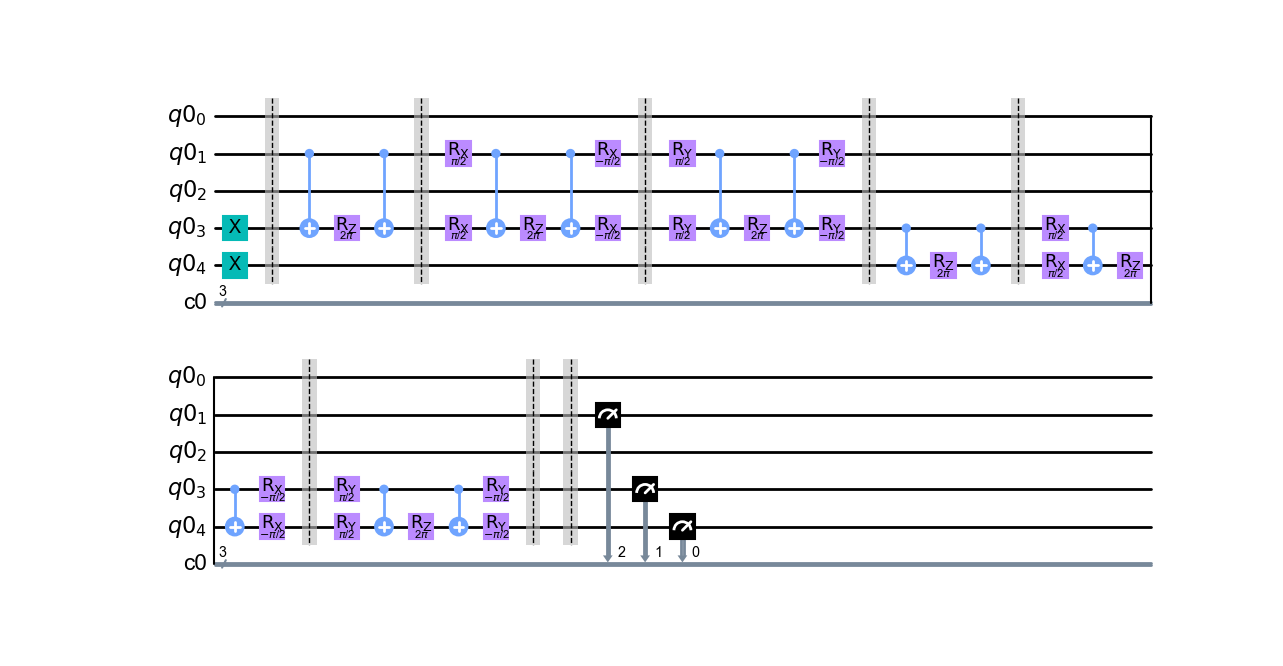 q0₀
q0₁ R_X π/2 R_X −π/2 R_Y π/2 R_Y −π/2
q0₂
q0₃ X R_Z 2π R_X π/2 R_Z 2π R_X −π/2 R_Y π/2 R_Z 2π R_Y −π/2 R_X π/2
q0₄ X R_Z 2π R_X π/2 R_Z 2π
c0 3
q0₀
q0₁
q0₂
q0₃ R_X −π/2 R_Y π/2 R_Y −π/2
q0₄ R_X −π/2 R_Y π/2 R_Z 2π R_Y −π/2
c0 3 2 1 0